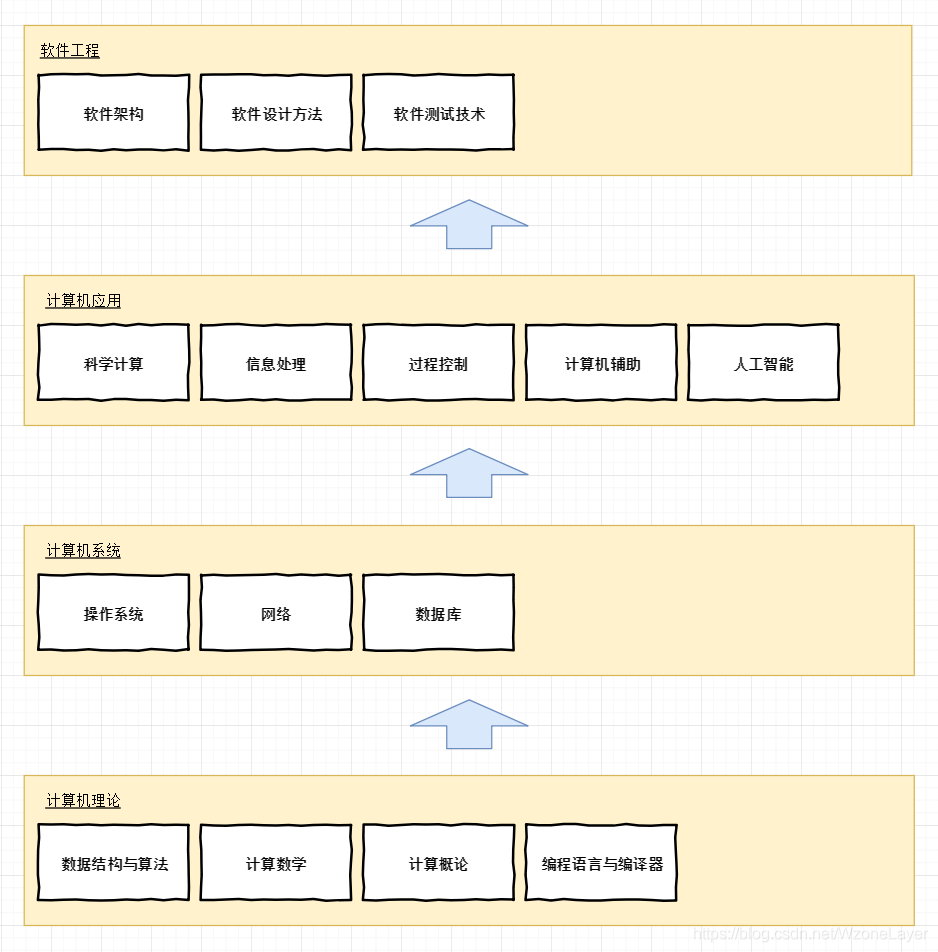 软件工程
软件架构
软件设计方法
软件测试技术
计算机应用
科学计算
信息处理
过程控制
计算机辅助
人工智能
计算机系统
操作系统
网络
数据库
计算机理论
数据结构与算法
计算数学
计算概论
编程语言与编译器
https://blog.csdn.net/WzoneLayer